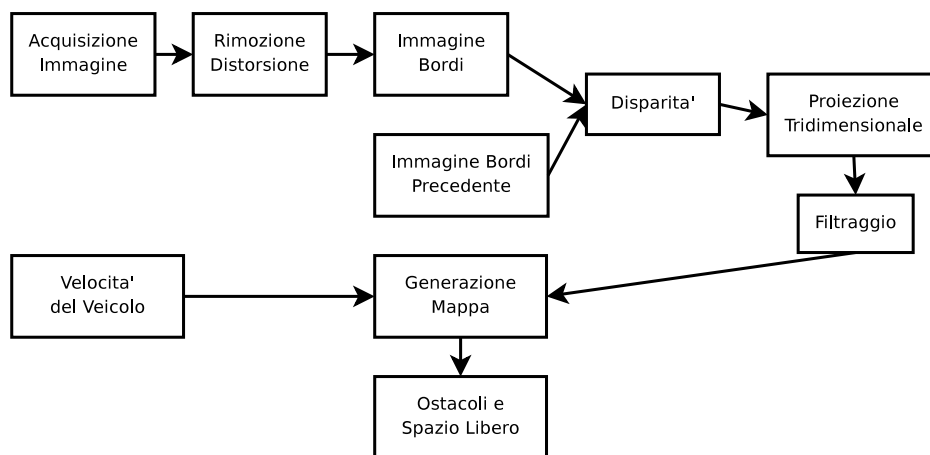 Acquisizione
Immagine
Rimozione
Distorsione
Immagine
Bordi
Disparita'
Proiezione
Tridimensionale
Immagine Bordi
Precedente
Filtraggio
Velocita'
del Veicolo
Generazione
Mappa
Ostacoli e
Spazio Libero